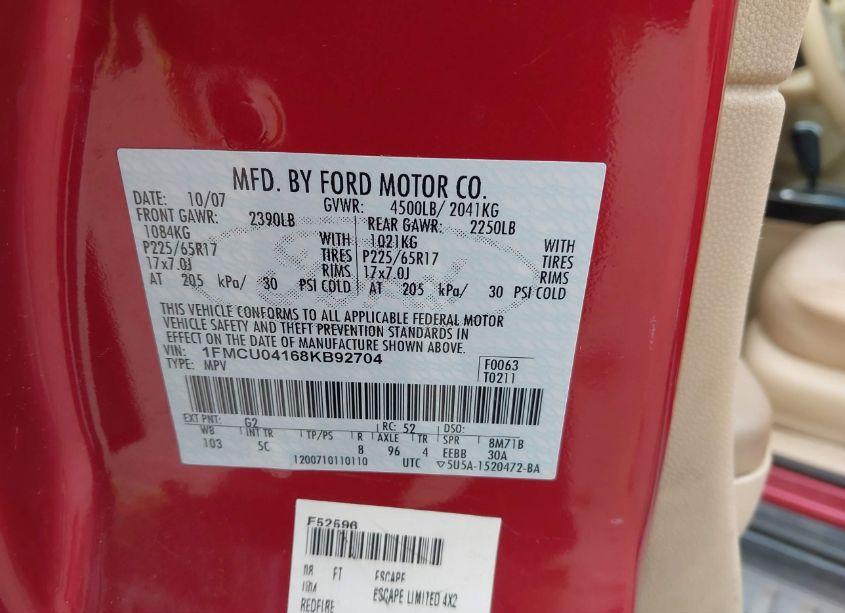 MFD. BY FORD MOTOR CO.
DATE: 10/07 GVWR: 4500LB/ 2041KG
FRONT GAWR: 2390LB REAR GAWR: 2250LB
1084KG WITH 1021KG WITH
P225/65R17 TIRES P225/65R17 TIRES
17x7.0J RIMS 17x7.0J RIMS
AT 205 kPa/ 30 PSI COLD AT 205 kPa/ 30 PSI COLD
THIS VEHICLE CONFORMS TO ALL APPLICABLE FEDERAL MOTOR
VEHICLE SAFETY AND THEFT PREVENTION STANDARDS IN
EFFECT ON THE DATE OF MANUFACTURE SHOWN ABOVE.
VIN: 1FMCU04168KB92704 F0063
TYPE: MPV T0211
EXT PNT: G2 RC: 52 DSO:
WB INT TR TP/PS R AXLE TR SPR 8M71B
103 5C 8 96 4 EEBB 30A
1200710110110 UTC ▽5U5A-1520472-BA
F52596
08 FT ESCAPE
U04 ESCAPE LIMITED 4X2
REDFIRE